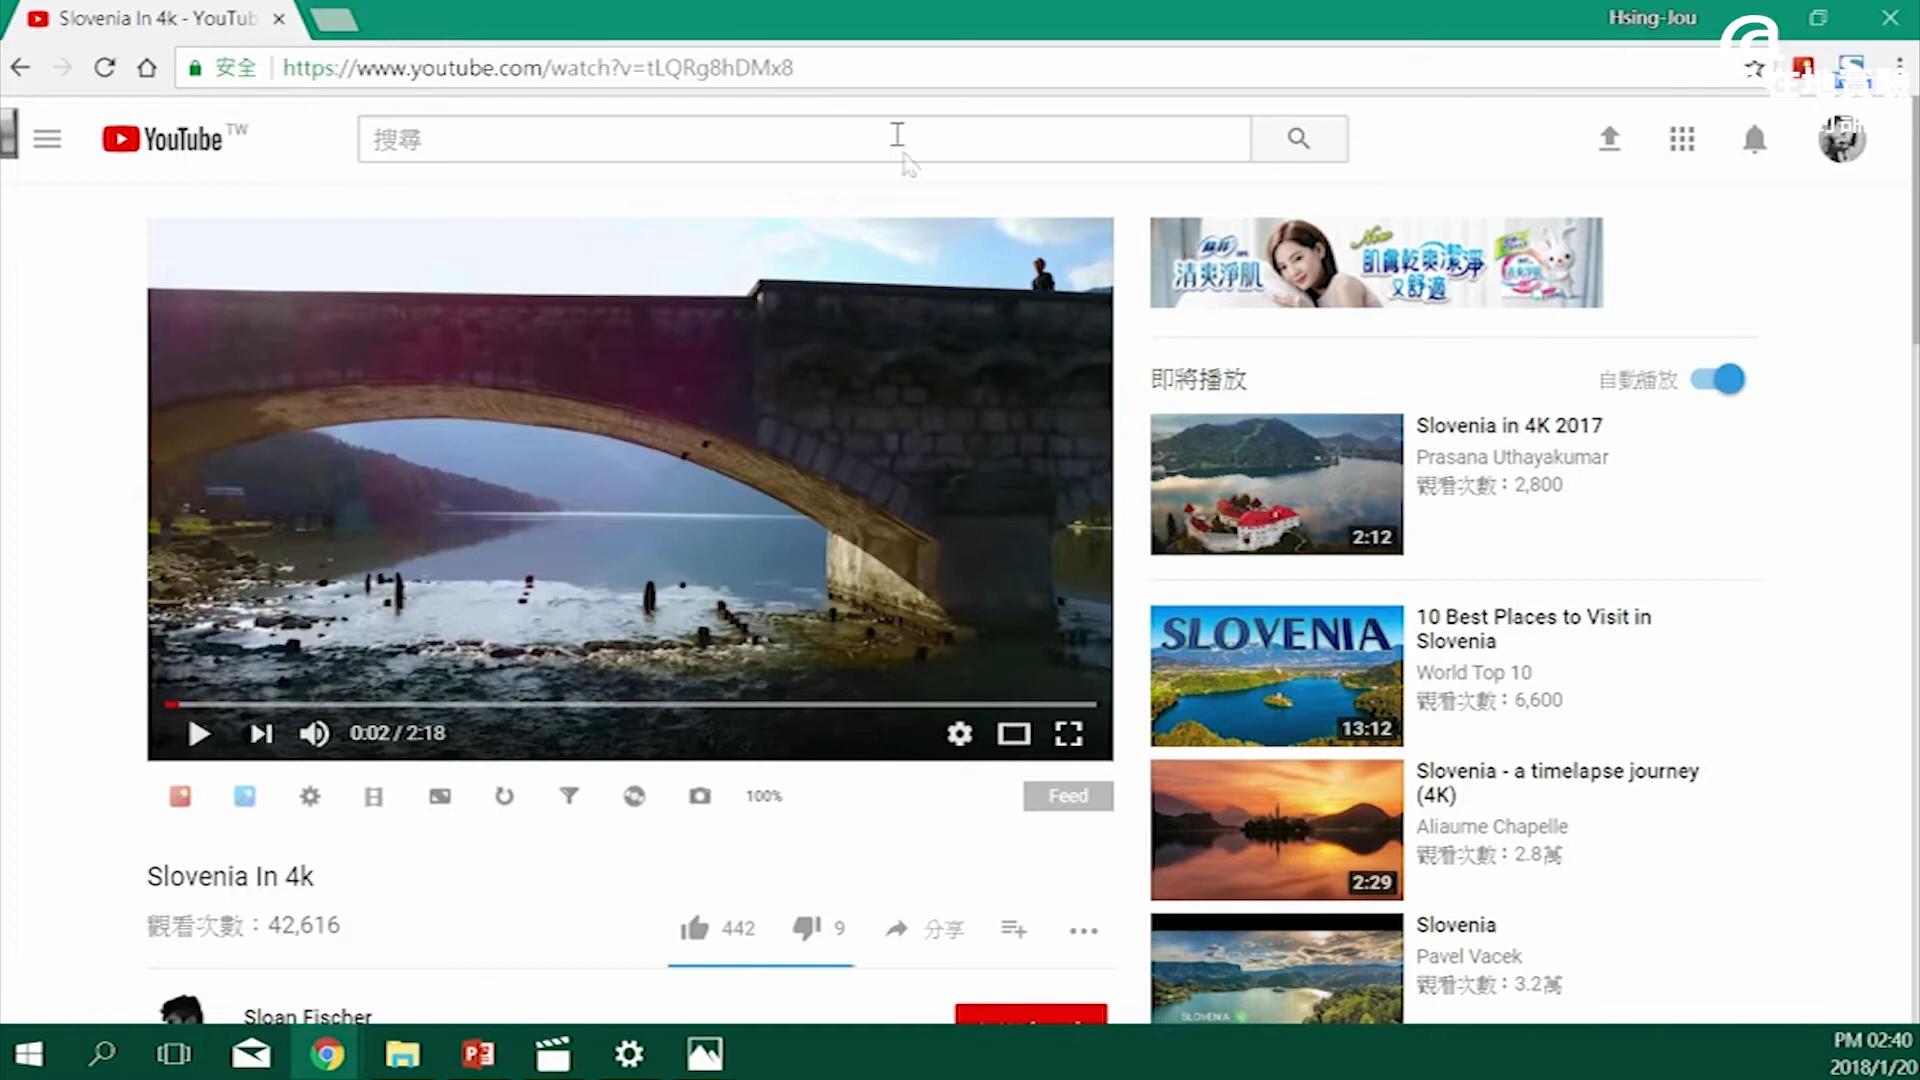 Slovenia In 4k - YouTub
Hsing-Jou
安全
https://www.youtube.com/watch?v=tLQRg8hDMx8
在地實驗
YouTube TW
搜尋
清爽淨肌
New
肌膚乾爽潔淨
又舒適
即將播放
自動播放
Slovenia in 4K 2017
Prasana Uthayakumar
觀看次數：2,800
2:12
SLOVENIA
13:12
10 Best Places to Visit in
Slovenia
World Top 10
觀看次數：6,600
0:02 / 2:18
100%
Feed
Slovenia - a timelapse journey
(4K)
Aliaume Chapelle
觀看次數：2.8萬
2:29
Slovenia In 4k
觀看次數：42,616
442
9
分享
Slovenia
Pavel Vacek
觀看次數：3.2萬
SLOVENIA
Sloan Fischer
PM 02:40
2018/1/20